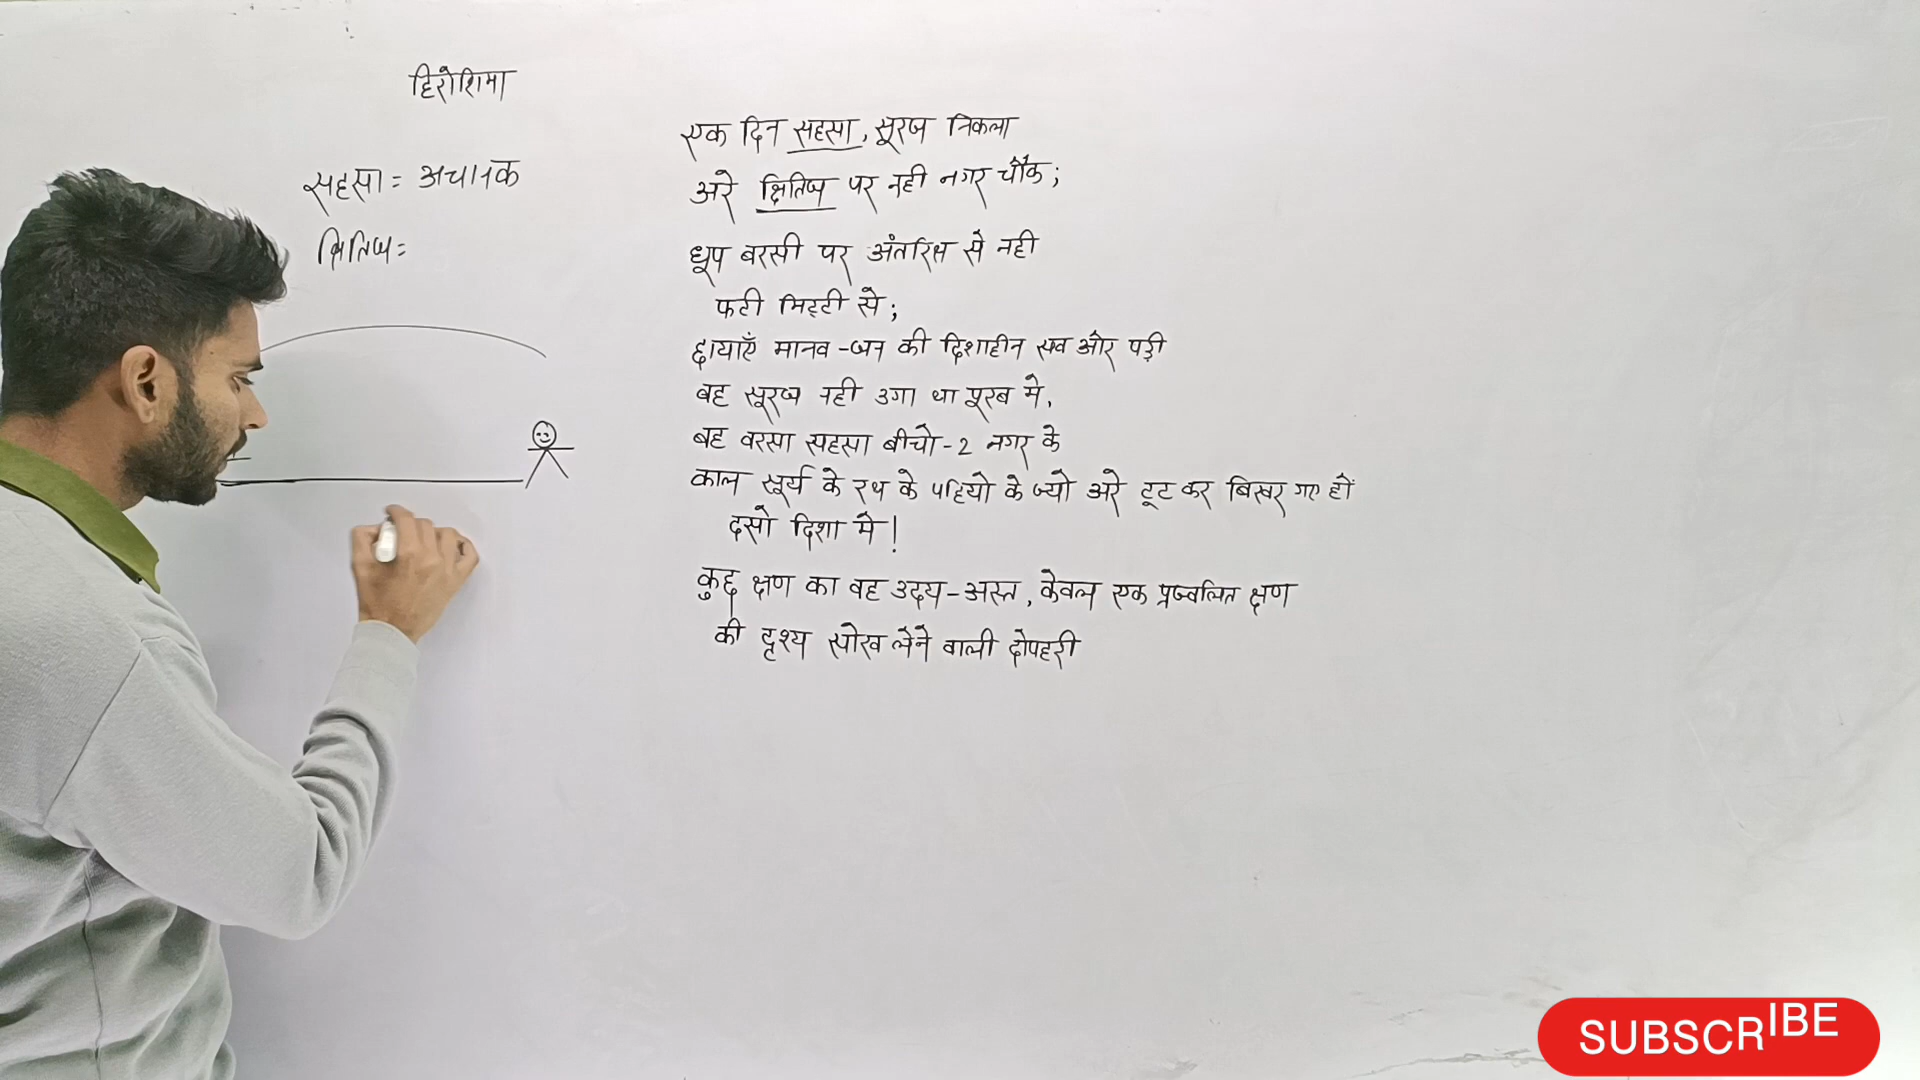 हिरोशिमा
सहसा = अचानक
क्षितिज =
एक दिन सहसा, सूरज निकला
अरे क्षितिज पर नही नगर चौक;
धूप बरसी पर अंतरिक्ष से नही
फटी मिट्टी से;
छायाएँ मानव-जन की दिशाहीन सब ओर पड़ी
वह सूरज नही उगा था पूरब मे,
बह बरसा सहसा बीचो-2 नगर के
काल सूर्य के रथ के पहियो के ज्यो अरे टूट कर बिखर गए हों
दसो दिशा मे!
कुछ क्षण का वह उदय-अस्त, केवल एक प्रज्वलित क्षण
की दृश्य सोख लेने वाली दोपहरी
SUBSCRIBE